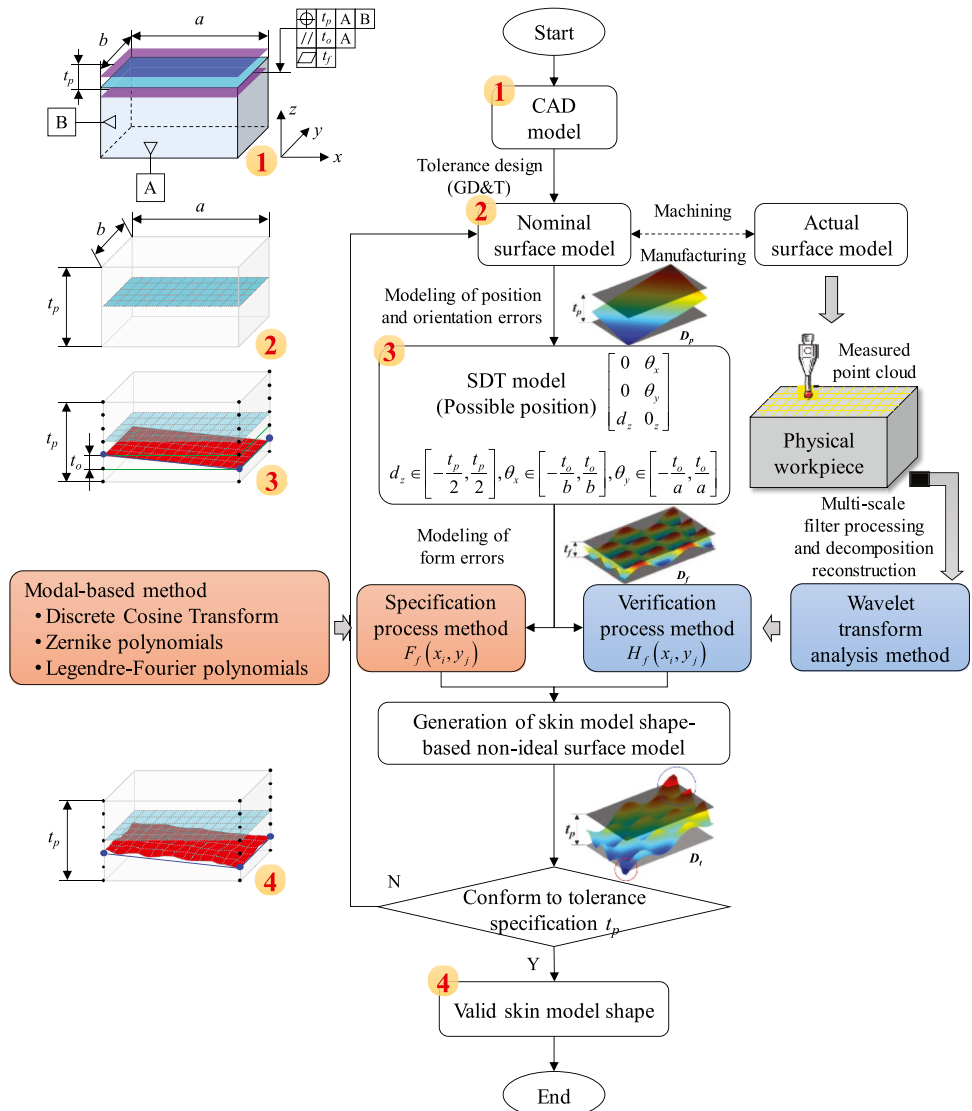 a
b
t_p
⌖ t_p A B
// t_o A
⏥ t_f
B
A
z
y
x
1
a
b
t_p
2
t_p
t_o
3
Start
1
CAD
model
Tolerance design
(GD&T)
2
Nominal
surface model
Machining
Manufacturing
Actual
surface model
Modeling of position
and orientation errors
t_p
D_p
3
SDT model
(Possible position)
[0 θ_x
0 θ_y
d_z 0_z]
d_z ∈ [−t_p/2, t_p/2], θ_x ∈ [−t_o/b, t_o/b], θ_y ∈ [−t_o/a, t_o/a]
Measured
point cloud
Physical
workpiece
Multi-scale
filter processing
and decomposition
reconstruction
Modeling of
form errors
t_f
D_f
Modal-based method
• Discrete Cosine Transform
• Zernike polynomials
• Legendre-Fourier polynomials
Specification
process method
F_f(x_i, y_j)
Verification
process method
H_f(x_i, y_j)
Wavelet
transform
analysis method
Generation of skin model shape-
based non-ideal surface model
t_p
D_t
t_p
4
N
Conform to tolerance
specification t_p
Y
4
Valid skin model shape
End